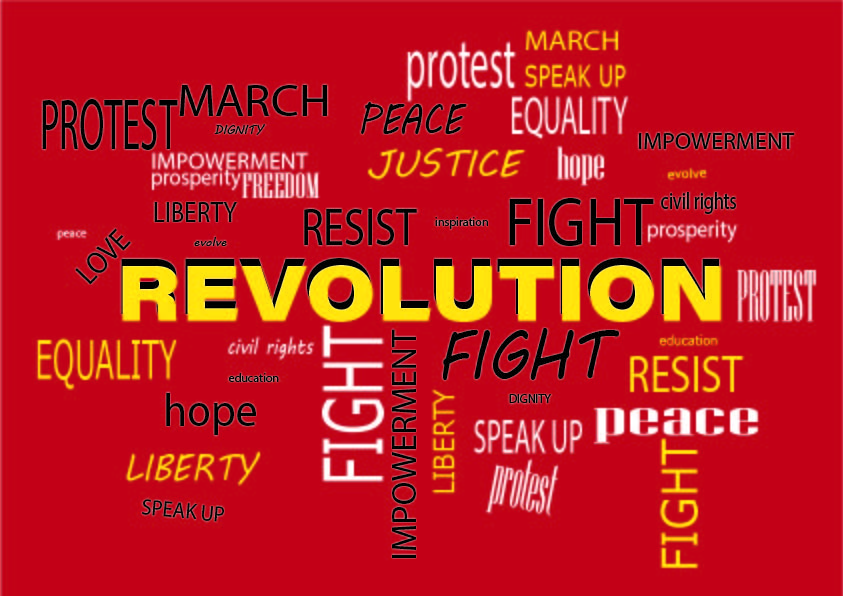 MARCH
protest
SPEAK UP
MARCH
PROTEST
EQUALITY
PEACE
DIGNITY
IMPOWERMENT
IMPOWERMENT
JUSTICE
hope
evolve
prosperity
FREEDOM
LIBERTY
civil rights
FIGHT
RESIST
inspiration
prosperity
peace
evolve
LOVE
REVOLUTION
PROTEST
EQUALITY
civil rights
FIGHT
IMPOWERMENT
FIGHT
education
RESIST
education
DIGNITY
hope
LIBERTY
peace
SPEAK UP
LIBERTY
protest
FIGHT
SPEAK UP